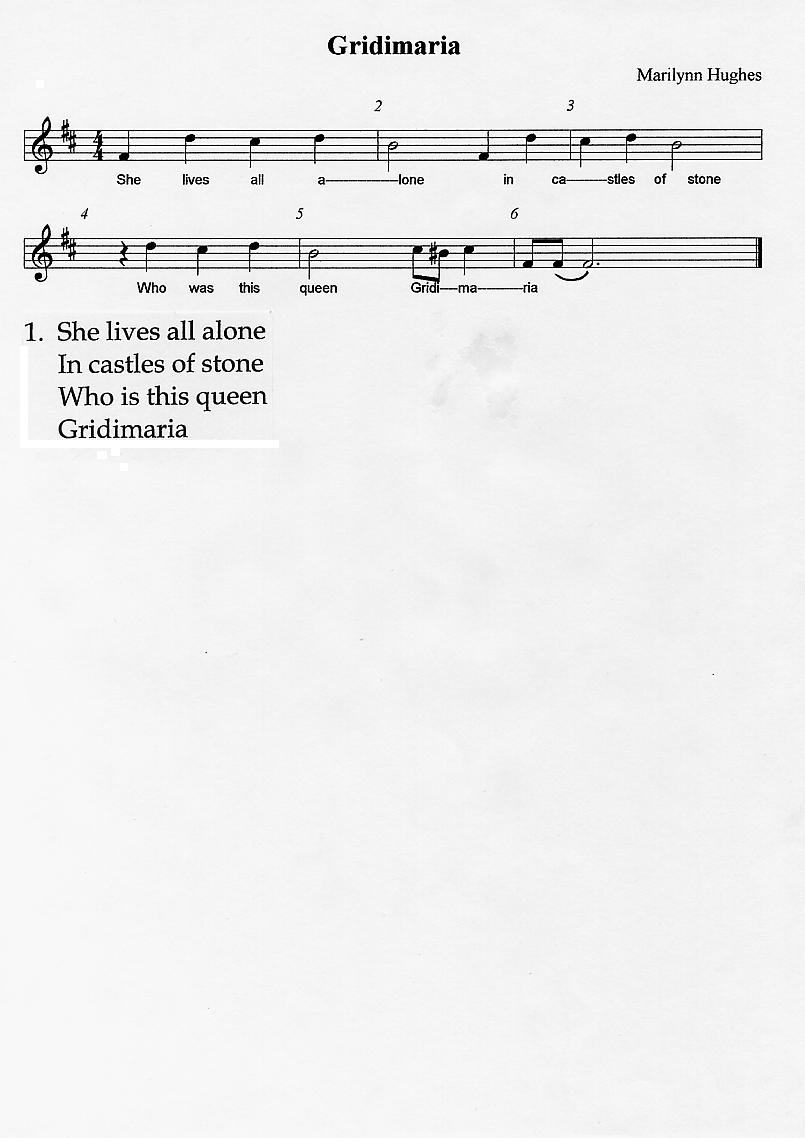 Gridimaria
Marilynn Hughes
2 3
4 4
She lives all a-----lone in ca-----stles of stone
4 5 6
Who was this queen Gridi---ma-----ria
1. She lives all alone
In castles of stone
Who is this queen
Gridimaria